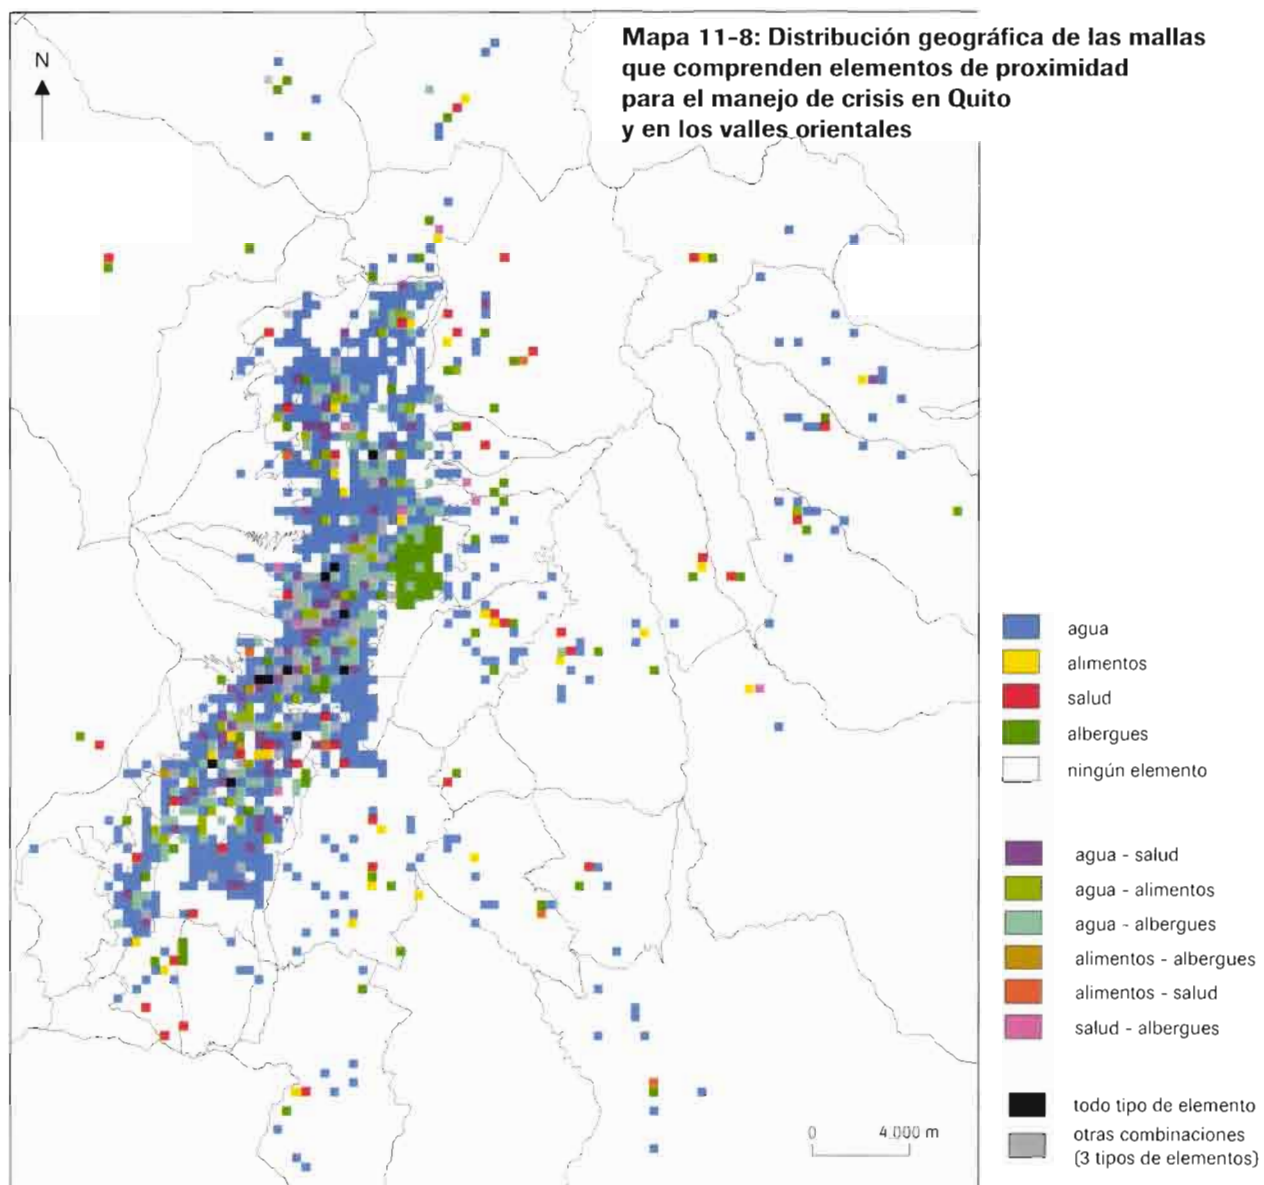 Mapa 11-8: Distribución geográfica de las mallas
que comprenden elementos de proximidad
para el manejo de crisis en Quito
y en los valles orientales
N
agua
alimentos
salud
albergues
ningún elemento
agua - salud
agua - alimentos
agua - albergues
alimentos - albergues
alimentos - salud
salud - albergues
todo tipo de elemento
otras combinaciones
(3 tipos de elementos)
0 4.000 m